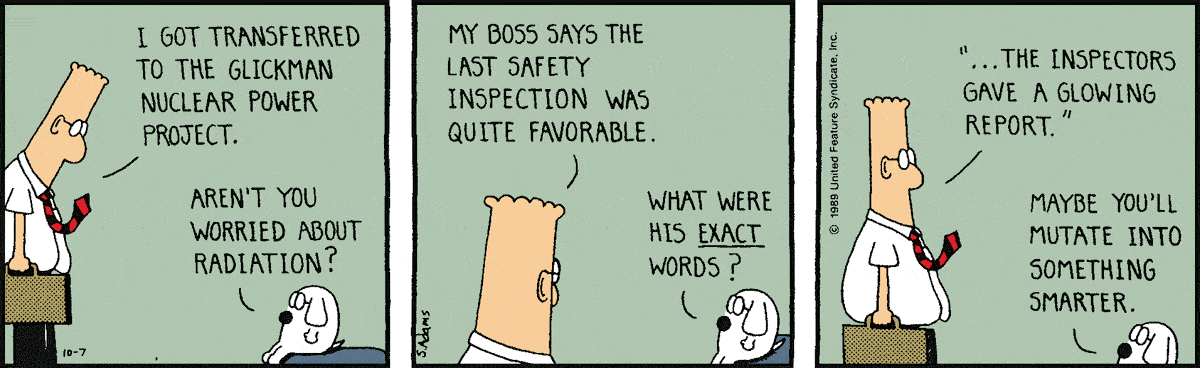 I GOT TRANSFERRED
TO THE GLICKMAN
NUCLEAR POWER
PROJECT.
AREN'T YOU
WORRIED ABOUT
RADIATION?
10-7
MY BOSS SAYS THE
LAST SAFETY
INSPECTION WAS
QUITE FAVORABLE.
WHAT WERE
HIS EXACT
WORDS?
S.Adams
© 1989 United Feature Syndicate, Inc.
"...THE INSPECTORS
GAVE A GLOWING
REPORT."
MAYBE YOU'LL
MUTATE INTO
SOMETHING
SMARTER.